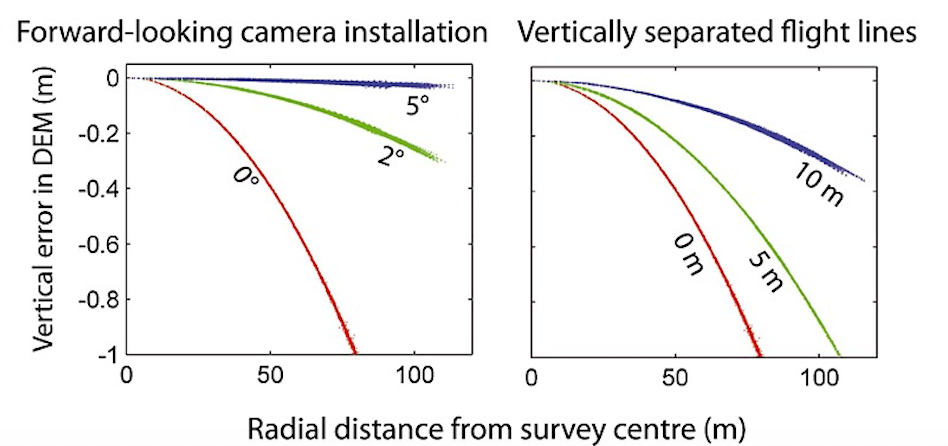 Forward-looking camera installation
Vertically separated flight lines
Vertical error in DEM (m)
0
-0.2
-0.4
-0.6
-0.8
-1
5°
2°
0°
0
50
100
10 m
5 m
0 m
0
50
100
Radial distance from survey centre (m)